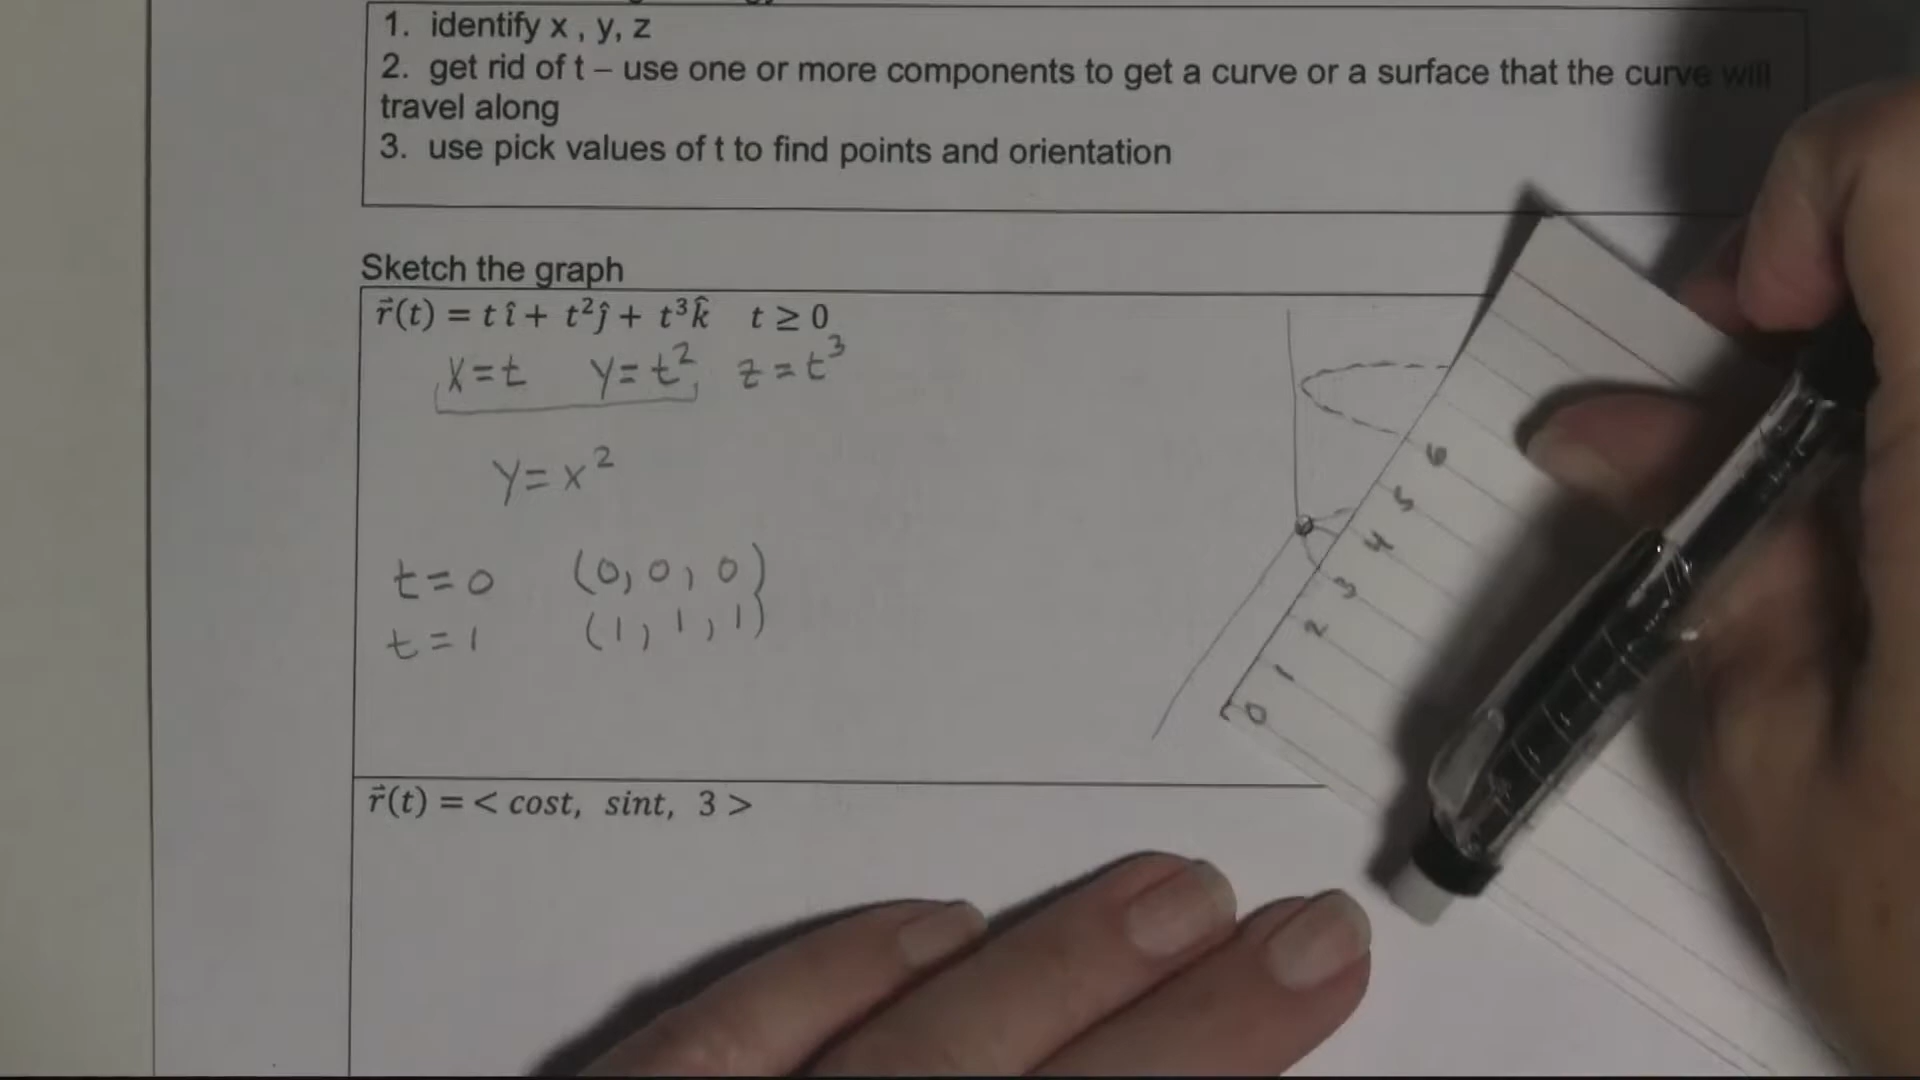 1. identify x , y, z
2. get rid of t – use one or more components to get a curve or a surface that the curve will
travel along
3. use pick values of t to find points and orientation
Sketch the graph
r⃗(t) = t î + t²ĵ + t³k̂ t ≥ 0
x=t y=t² z=t³
y=x²
t=0 (0,0,0)
t=1 (1,1,1)
6
5
4
3
2
1
0
r⃗(t) = < cost, sint, 3 >